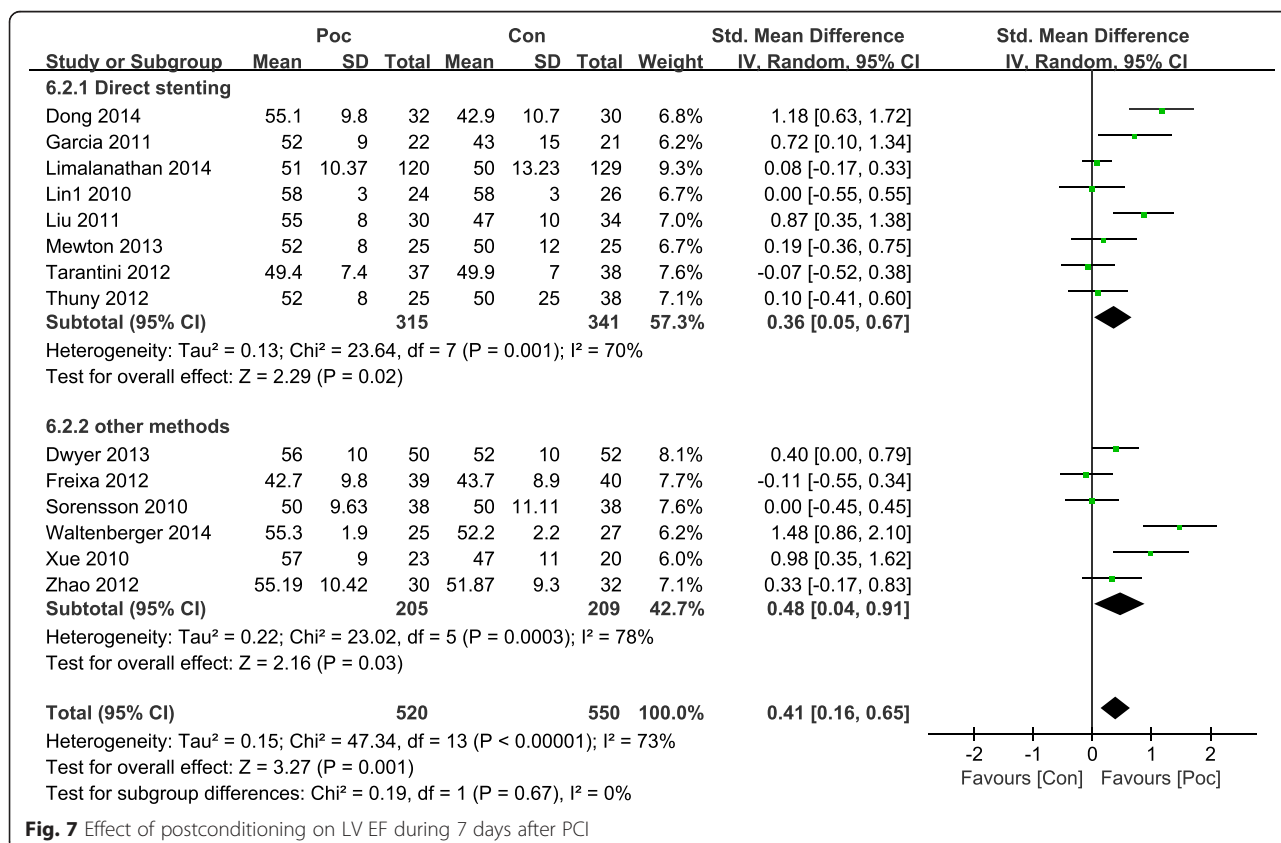 Poc Con Std. Mean Difference Std. Mean Difference
Study or Subgroup Mean SD Total Mean SD Total Weight IV, Random, 95% CI IV, Random, 95% CI
6.2.1 Direct stenting
Dong 2014 55.1 9.8 32 42.9 10.7 30 6.8% 1.18 [0.63, 1.72]
Garcia 2011 52 9 22 43 15 21 6.2% 0.72 [0.10, 1.34]
Limalanathan 2014 51 10.37 120 50 13.23 129 9.3% 0.08 [-0.17, 0.33]
Lin1 2010 58 3 24 58 3 26 6.7% 0.00 [-0.55, 0.55]
Liu 2011 55 8 30 47 10 34 7.0% 0.87 [0.35, 1.38]
Mewton 2013 52 8 25 50 12 25 6.7% 0.19 [-0.36, 0.75]
Tarantini 2012 49.4 7.4 37 49.9 7 38 7.6% -0.07 [-0.52, 0.38]
Thuny 2012 52 8 25 50 25 38 7.1% 0.10 [-0.41, 0.60]
Subtotal (95% CI) 315 341 57.3% 0.36 [0.05, 0.67]
Heterogeneity: Tau² = 0.13; Chi² = 23.64, df = 7 (P = 0.001); I² = 70%
Test for overall effect: Z = 2.29 (P = 0.02)
6.2.2 other methods
Dwyer 2013 56 10 50 52 10 52 8.1% 0.40 [0.00, 0.79]
Freixa 2012 42.7 9.8 39 43.7 8.9 40 7.7% -0.11 [-0.55, 0.34]
Sorensson 2010 50 9.63 38 50 11.11 38 7.6% 0.00 [-0.45, 0.45]
Waltenberger 2014 55.3 1.9 25 52.2 2.2 27 6.2% 1.48 [0.86, 2.10]
Xue 2010 57 9 23 47 11 20 6.0% 0.98 [0.35, 1.62]
Zhao 2012 55.19 10.42 30 51.87 9.3 32 7.1% 0.33 [-0.17, 0.83]
Subtotal (95% CI) 205 209 42.7% 0.48 [0.04, 0.91]
Heterogeneity: Tau² = 0.22; Chi² = 23.02, df = 5 (P = 0.0003); I² = 78%
Test for overall effect: Z = 2.16 (P = 0.03)
Total (95% CI) 520 550 100.0% 0.41 [0.16, 0.65]
Heterogeneity: Tau² = 0.15; Chi² = 47.34, df = 13 (P < 0.00001); I² = 73%
Test for overall effect: Z = 3.27 (P = 0.001)
Test for subgroup differences: Chi² = 0.19, df = 1 (P = 0.67), I² = 0%
-2 -1 0 1 2
Favours [Con] Favours [Poc]
Fig. 7 Effect of postconditioning on LV EF during 7 days after PCI